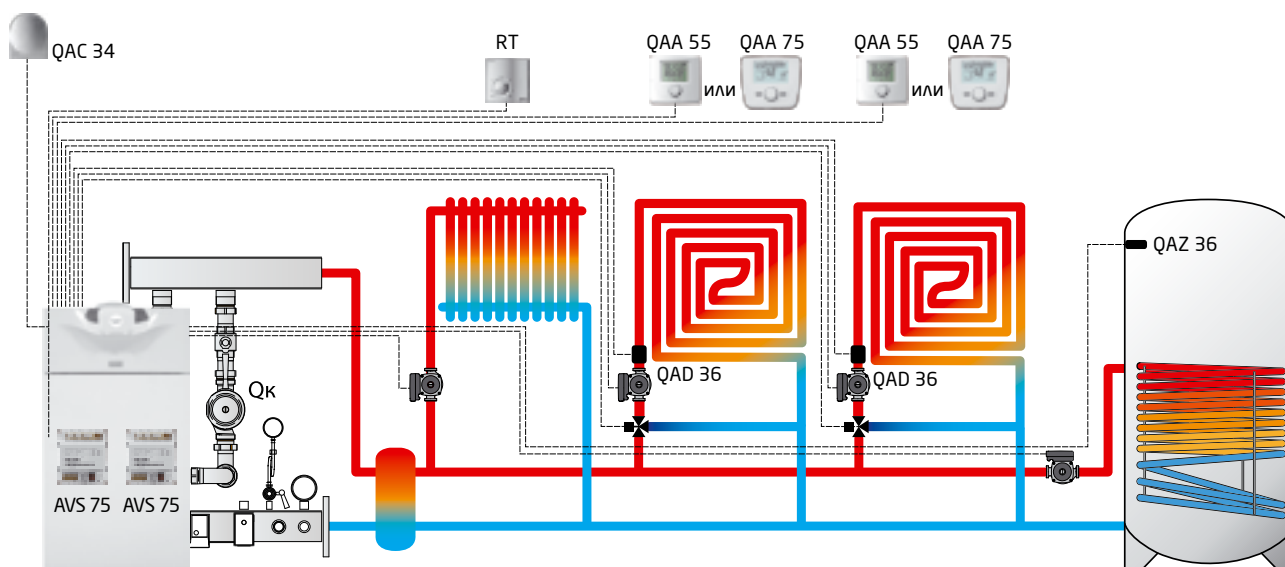 QAC 34
RT
QAA 55
или
QAA 75
QAA 55
или
QAA 75
QAZ 36
QAD 36
QAD 36
Qк
AVS 75
AVS 75